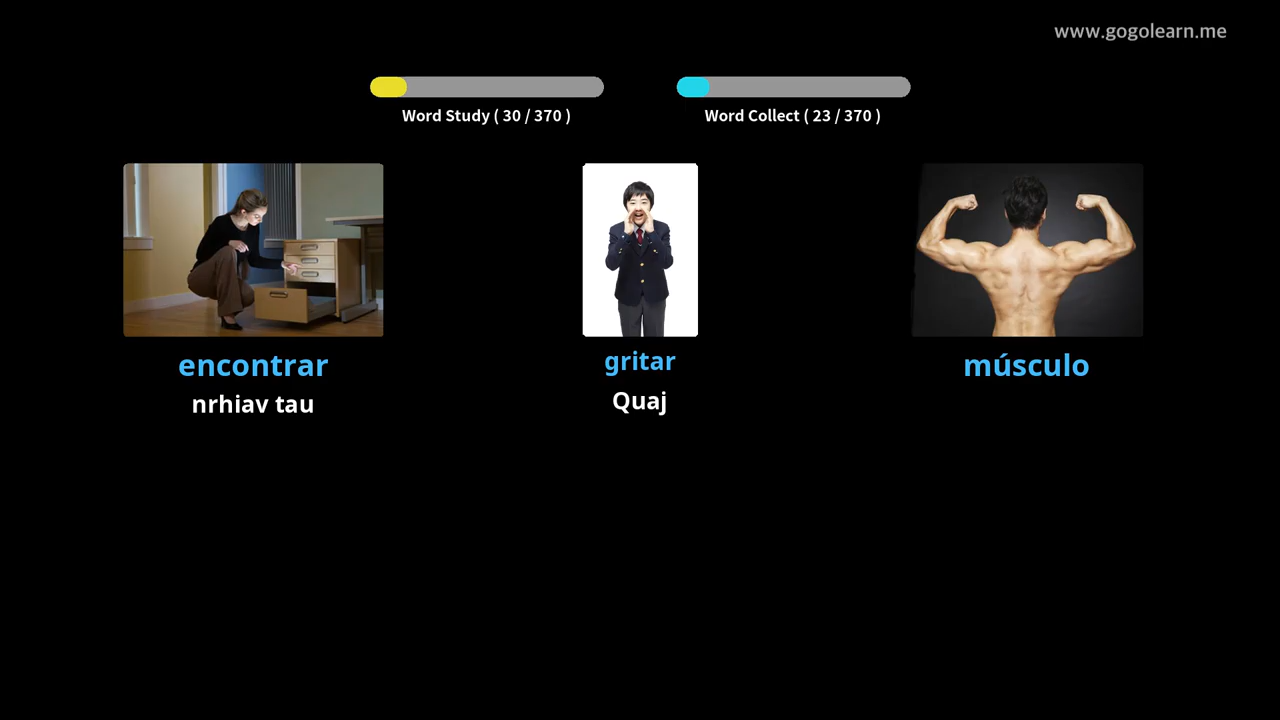 www.gogolearn.me
Word Study ( 30 / 370 )
Word Collect ( 23 / 370 )
encontrar
nrhiav tau
gritar
Quaj
músculo